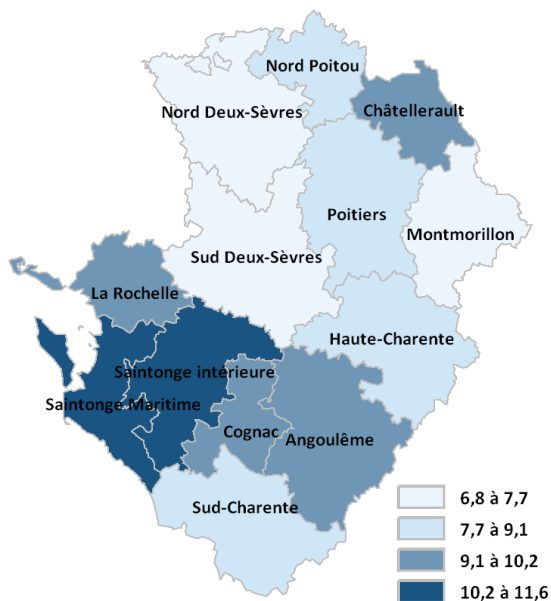 Nord Poitou
Châtellerault
Nord Deux-Sèvres
Poitiers
Montmorillon
Sud Deux-Sèvres
La Rochelle
Haute-Charente
Saintonge intérieure
Saintonge Maritime
Cognac
Angoulême
Sud-Charente
6,8 à 7,7
7,7 à 9,1
9,1 à 10,2
10,2 à 11,6